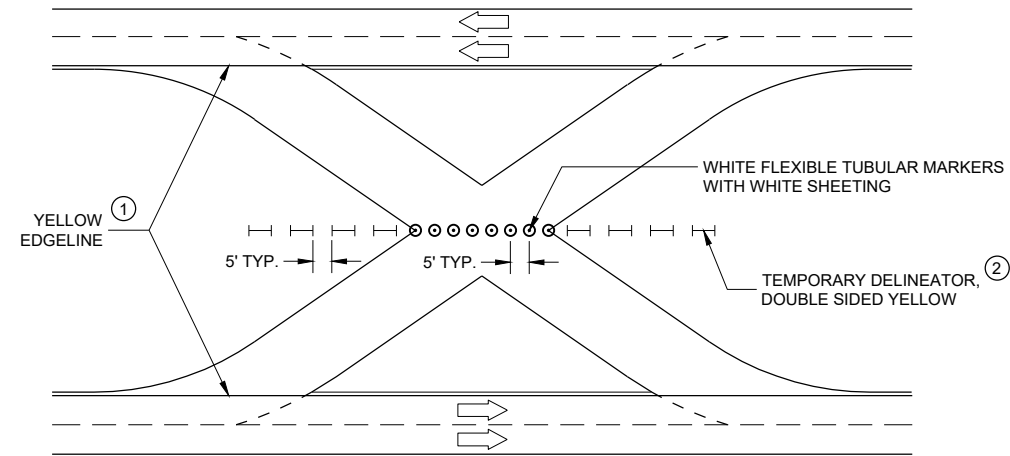 WHITE FLEXIBLE TUBULAR MARKERS
WITH WHITE SHEETING
YELLOW
EDGELINE
1
5' TYP.
5' TYP.
TEMPORARY DELINEATOR,
DOUBLE SIDED YELLOW
2